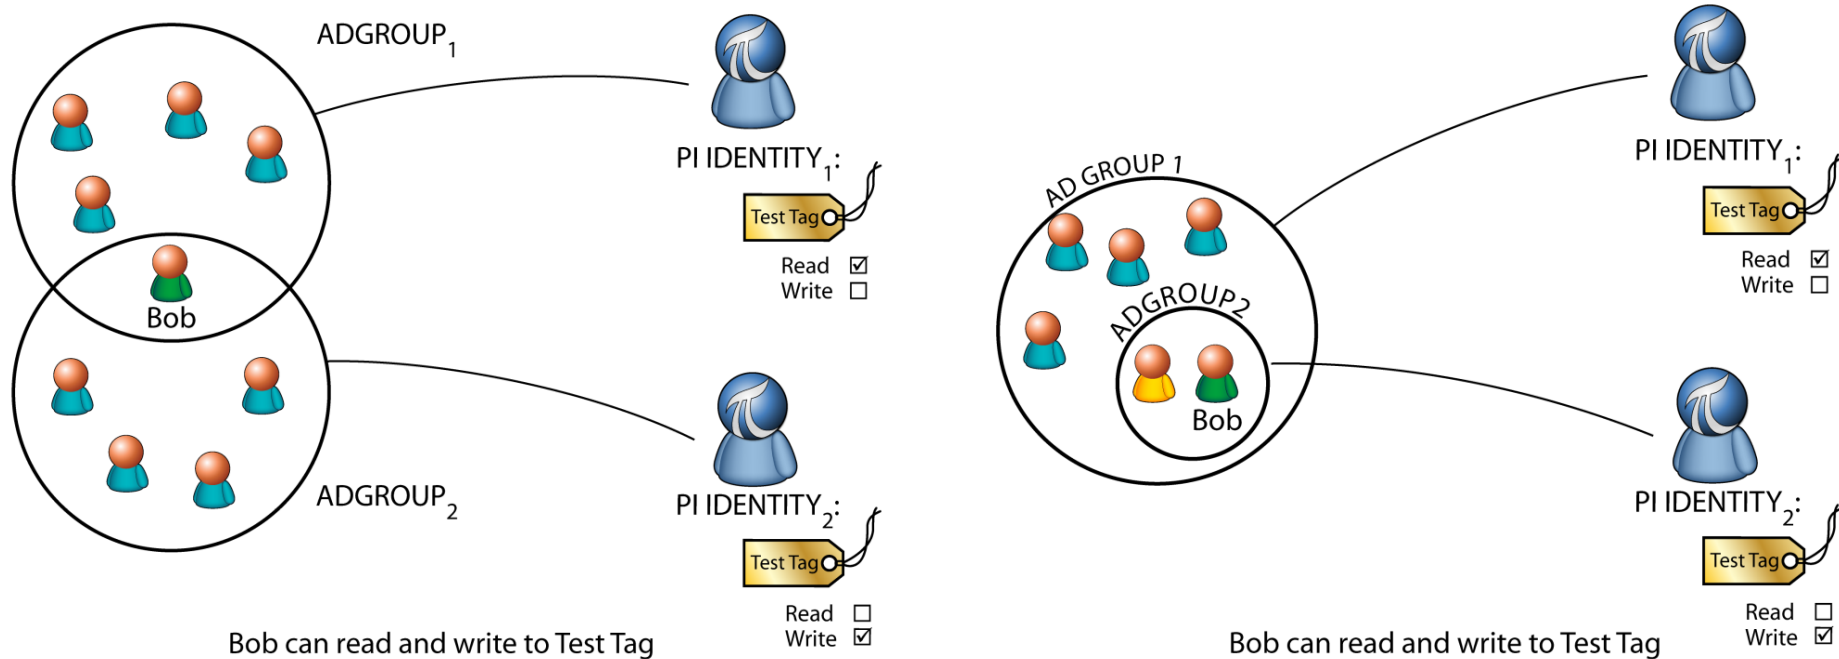 ADGROUP1
PI IDENTITY1:
Test Tag
Read ☑
Write ☐
Bob
ADGROUP2
PI IDENTITY2:
Test Tag
Read ☐
Write ☑
Bob can read and write to Test Tag
AD GROUP 1
PI IDENTITY1:
Test Tag
Read ☑
Write ☐
ADGROUP2
Bob
PI IDENTITY2:
Test Tag
Read ☐
Write ☑
Bob can read and write to Test Tag